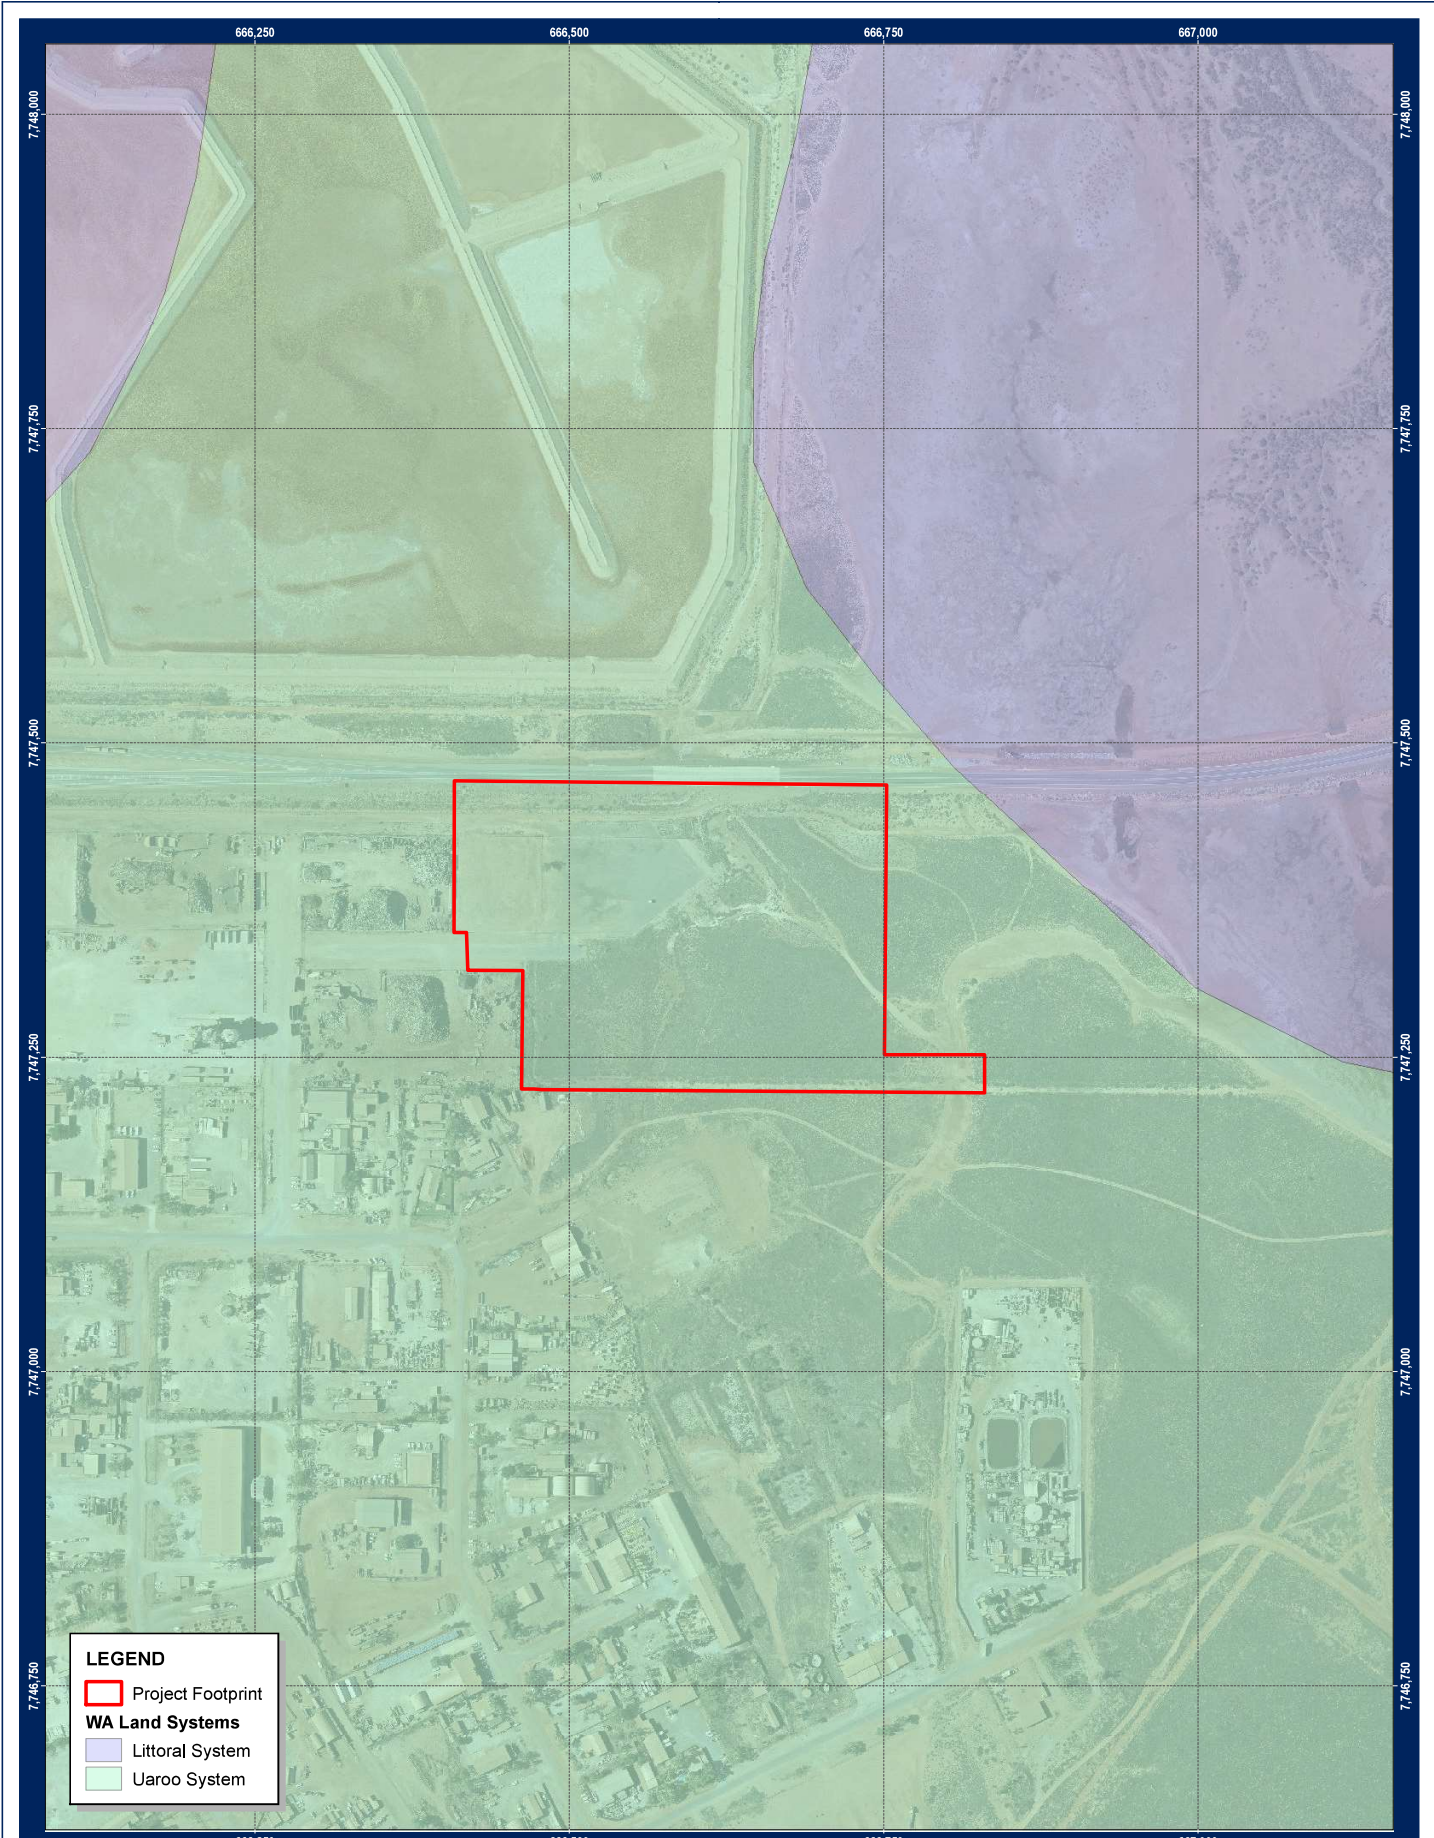 666,250 666,500 666,750 667,000
7,748,000 7,748,000
7,747,750 7,747,750
7,747,500 7,747,500
7,747,250 7,747,250
7,747,000 7,747,000
7,746,750 7,746,750
LEGEND
Project Footprint
WA Land Systems
Littoral System
Uaroo System